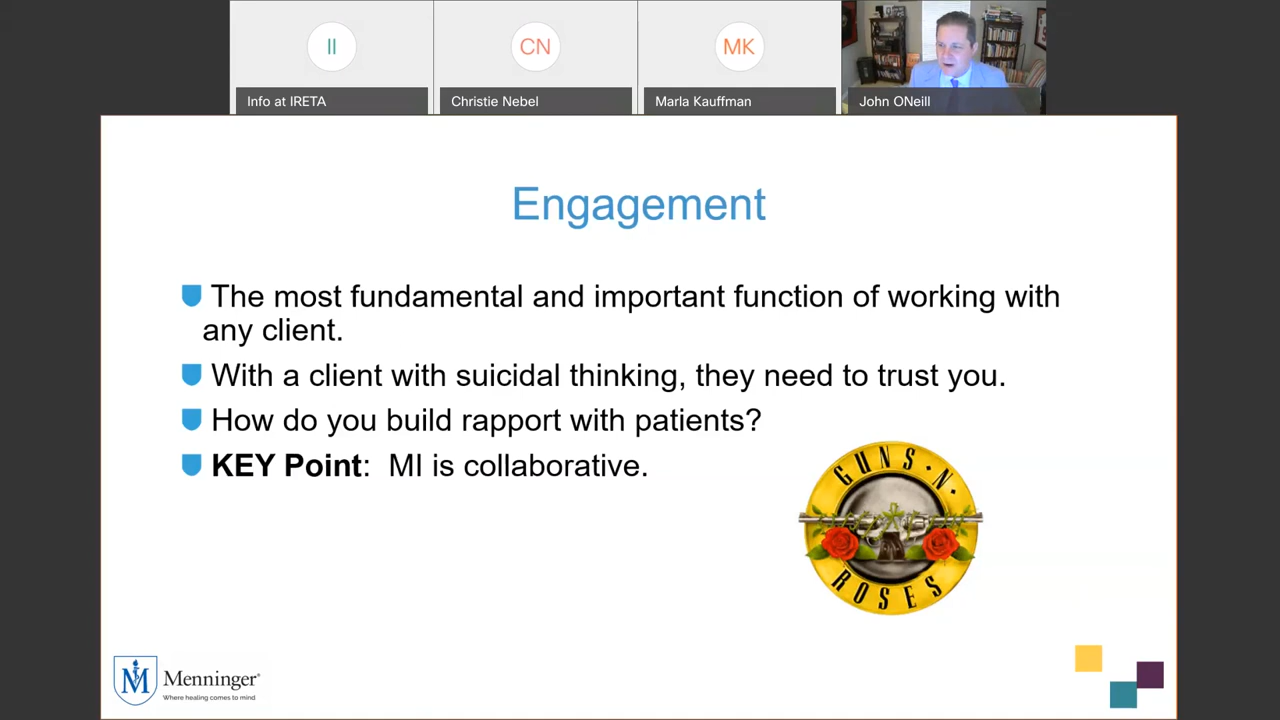 II
CN
MK
Info at IRETA
Christie Nebel
Marla Kauffman
John ONeill
Engagement
The most fundamental and important function of working with
any client.
With a client with suicidal thinking, they need to trust you.
How do you build rapport with patients?
KEY Point: MI is collaborative.
GUNS · N ·
ROSES
M
Menninger®
Where healing comes to mind